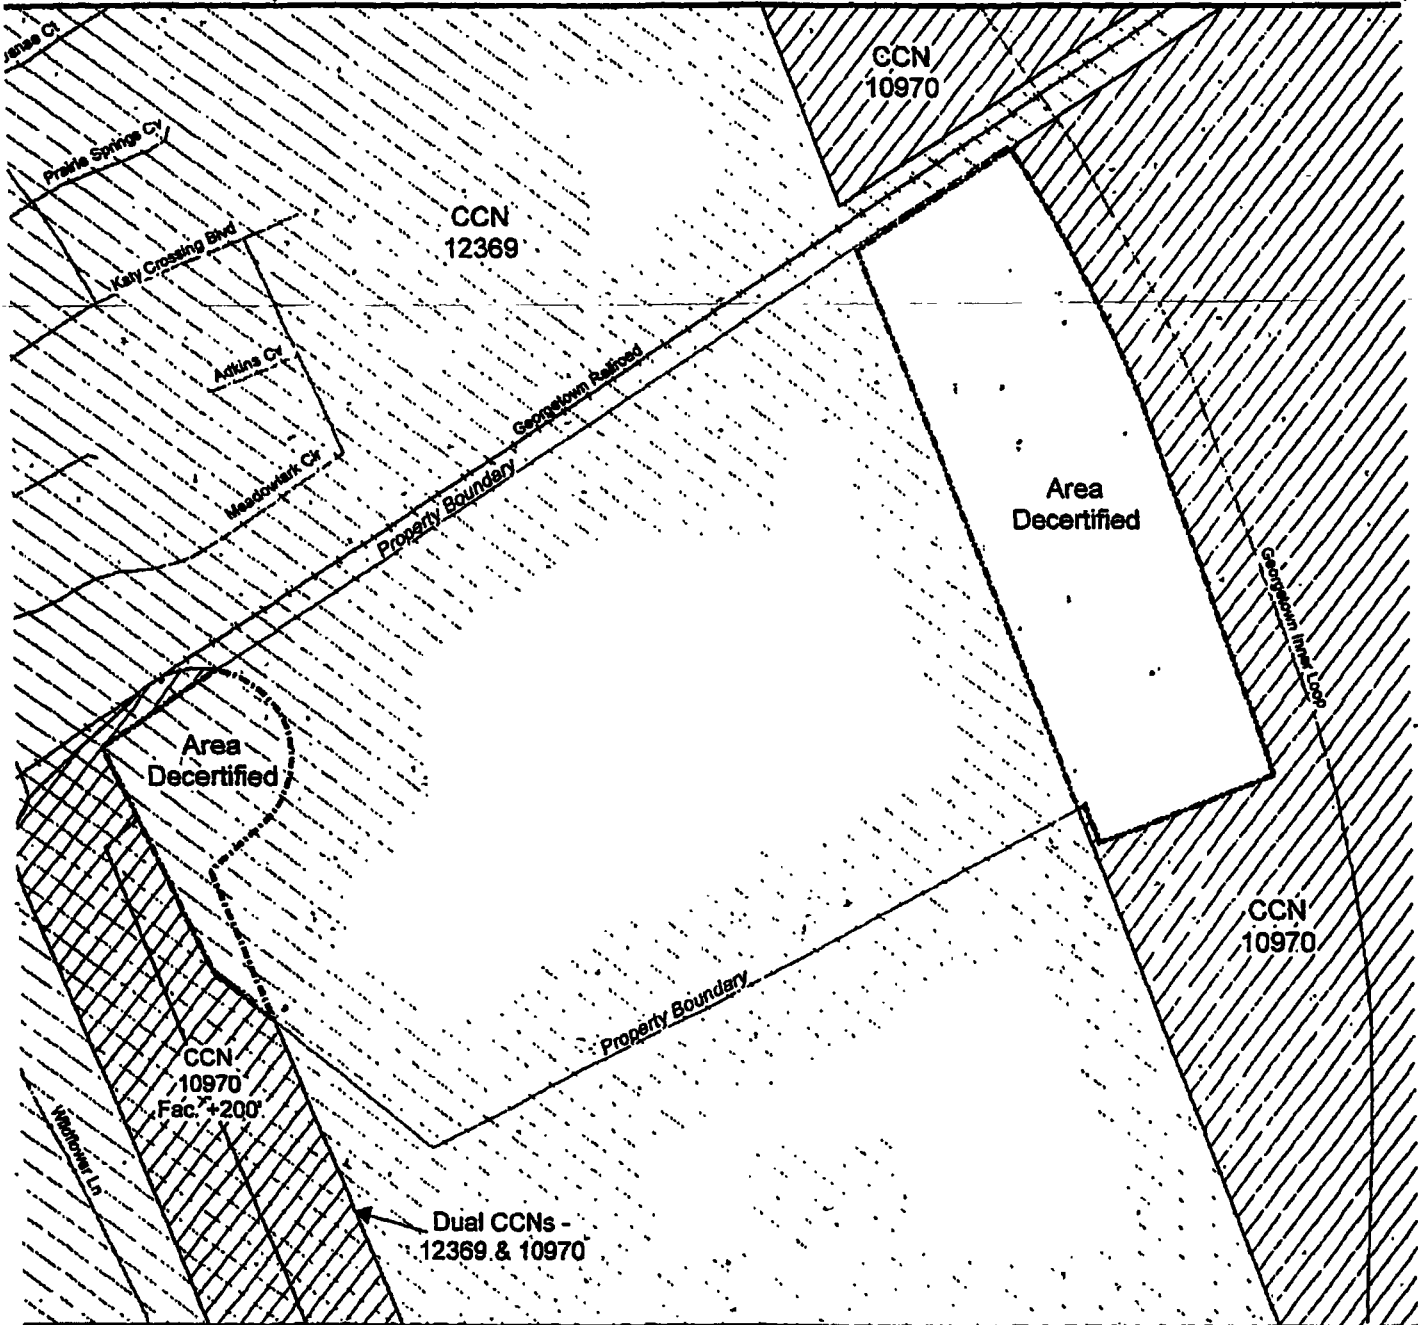 CCN
10970
Prairie Springs Cv
CCN
12369
Katy Crossing Blvd
Adkins Cv
Georgetown Railroad
Meadowlark Cir
Property Boundary
Area
Decertified
Georgetown Inner Loop
Area
Decertified
CCN
10970
Property Boundary
CCN
10970
Fac. +200'
Wildflower Ln
Dual CCNs -
12369 & 10970